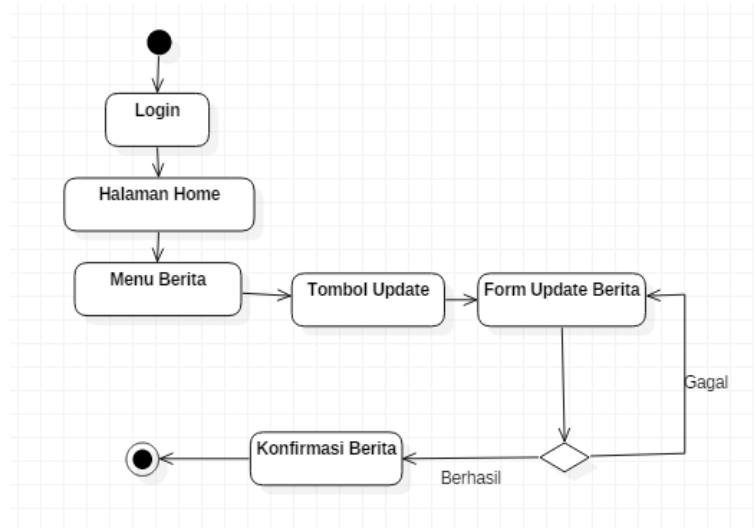 Login
Halaman Home
Menu Berita
Tombol Update
Form Update Berita
Gagal
Konfirmasi Berita
Berhasil